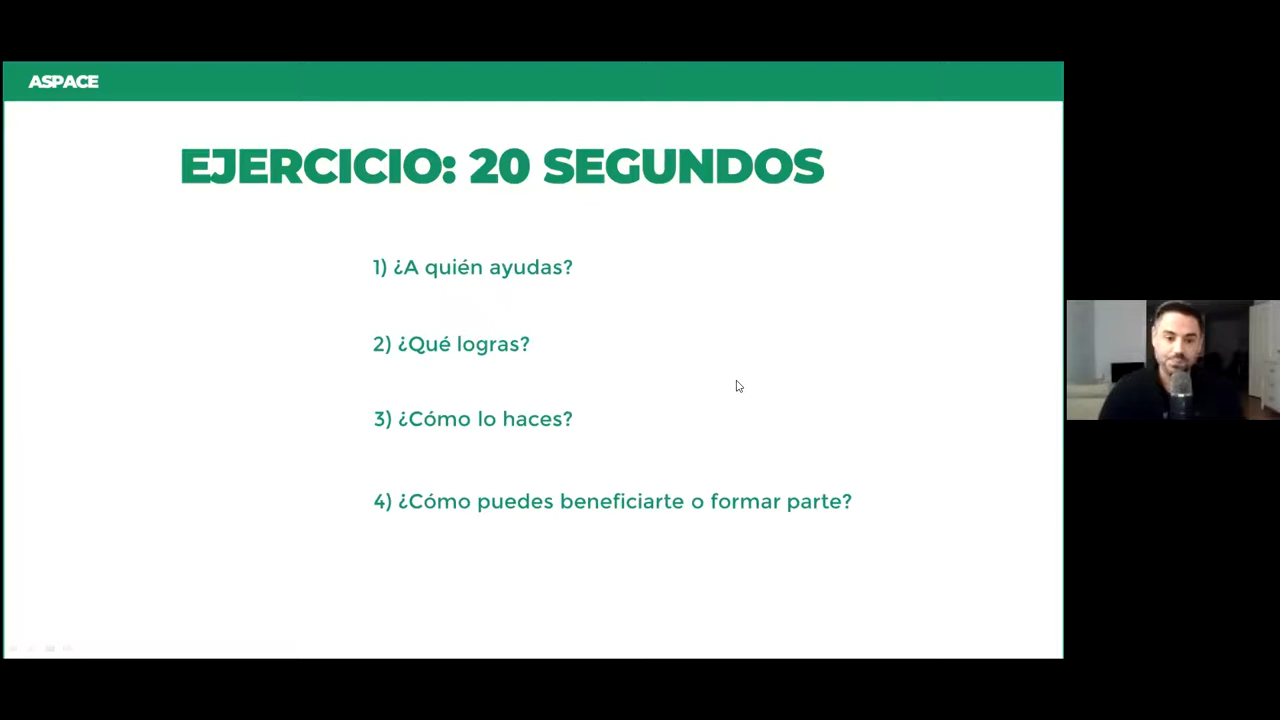 ASPACE
EJERCICIO: 20 SEGUNDOS
1) ¿A quién ayudas?
2) ¿Qué logras?
3) ¿Cómo lo haces?
4) ¿Cómo puedes beneficiarte o formar parte?